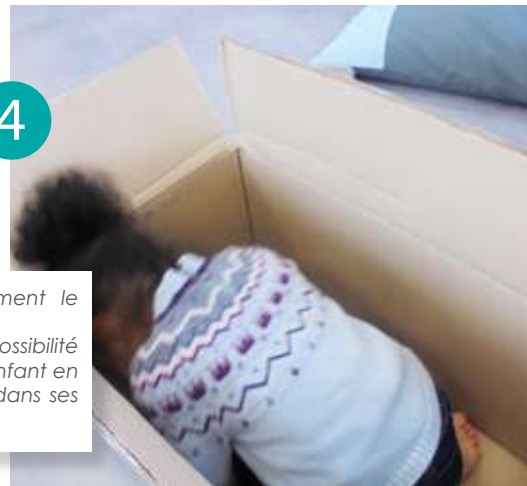 4
ment le
ossibilité
nfant en
dans ses